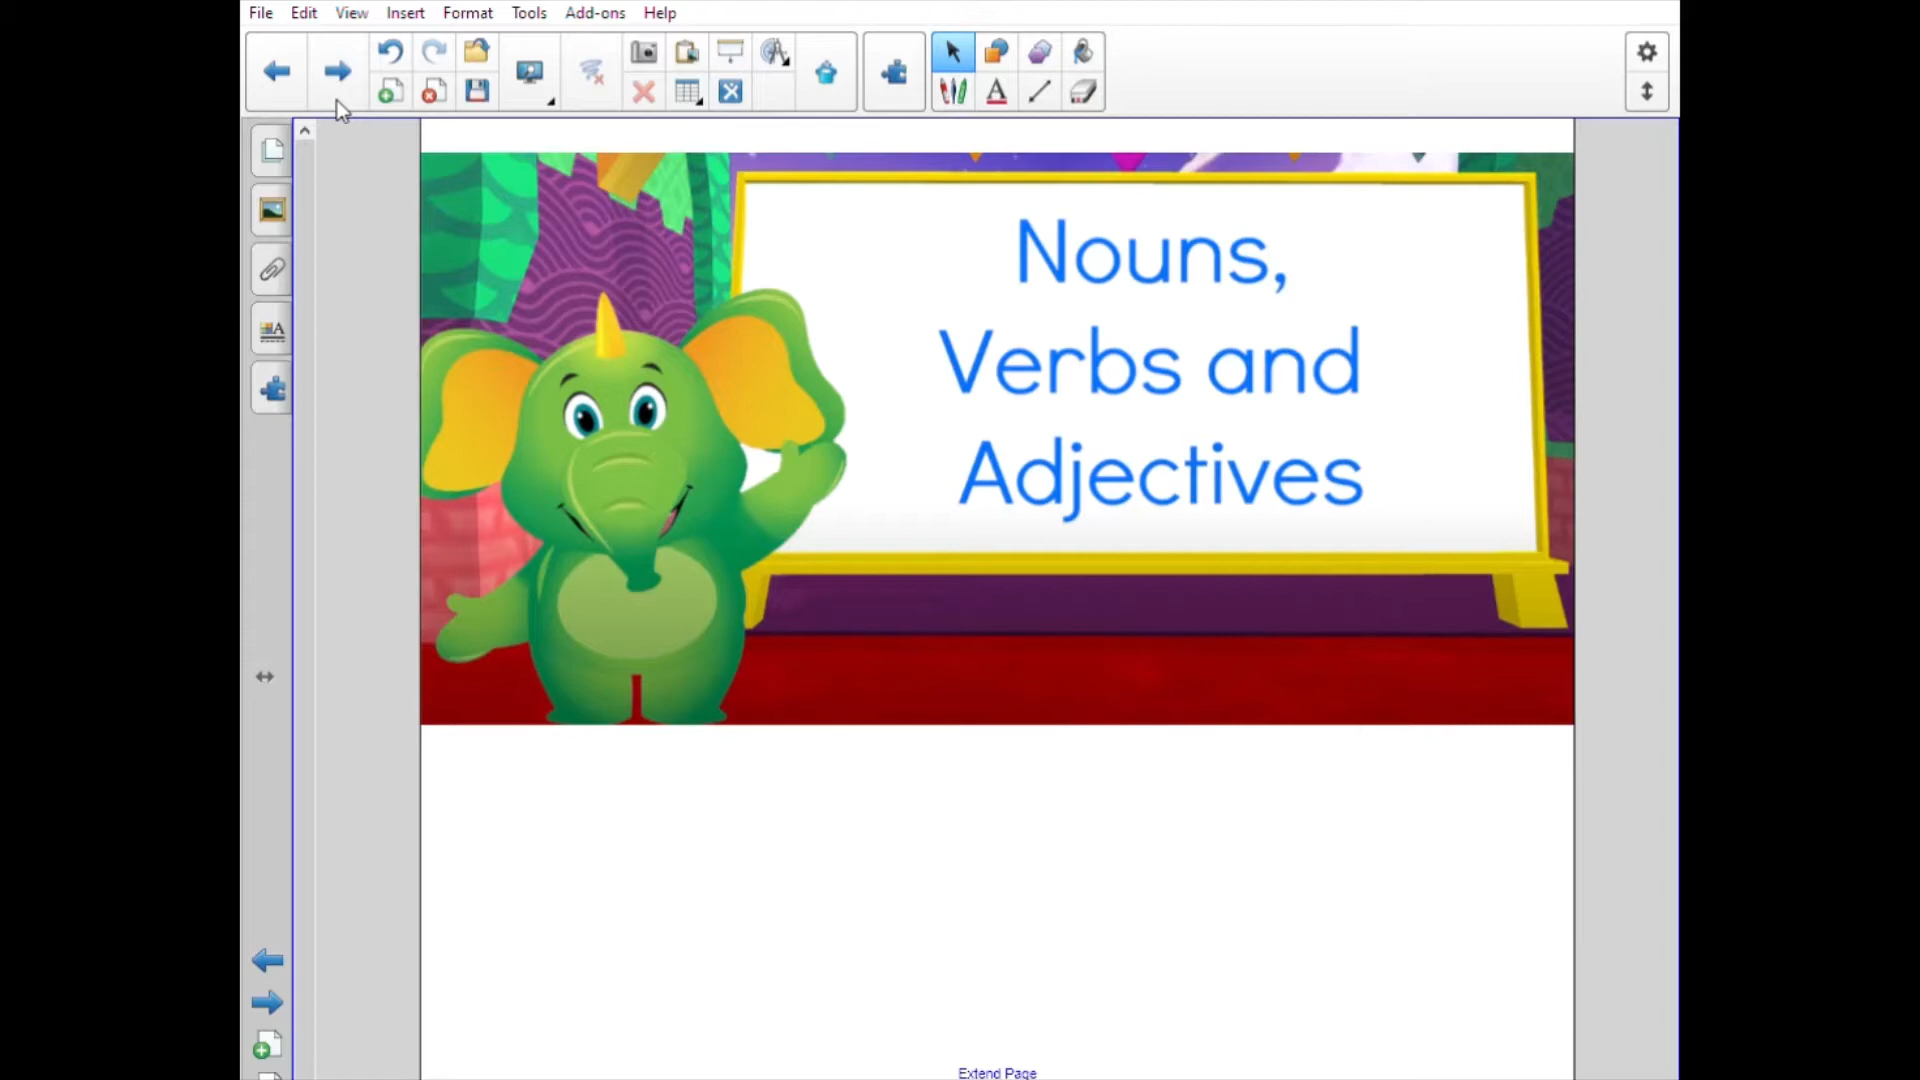 File Edit View Insert Format Tools Add-ons Help
Nouns,
Verbs and
Adjectives
Extend Page